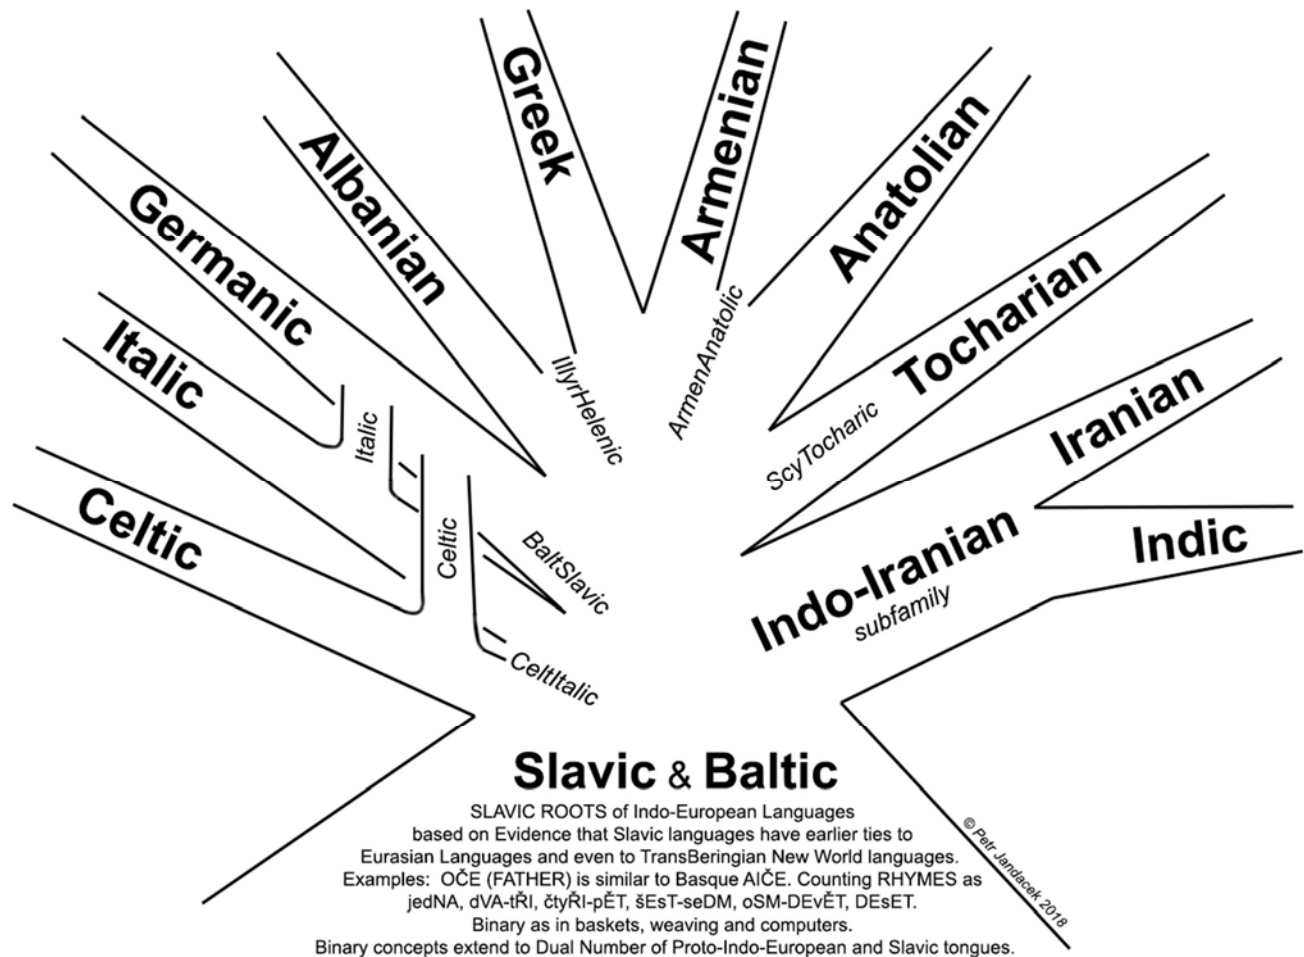 Greek
Armenian
Albanian
Anatolian
Germanic
Tocharian
Italic
Iranian
IllyrHelenic
ArmenAnatolic
Italic
ScyTocharic
Celtic
Celtic
BaltSlavic
Indo-Iranian
subfamily
Indic
CeltItalic
Slavic & Baltic
SLAVIC ROOTS of Indo-European Languages
based on Evidence that Slavic languages have earlier ties to
Eurasian Languages and even to TransBeringian New World languages.
Examples: OČE (FATHER) is similar to Basque AIČE. Counting RHYMES as
jedNA, dVA-tŘI, čtyŘI-pĚT, šEsT-seDM, oSM-DEvĚT, DEsET.
Binary as in baskets, weaving and computers.
Binary concepts extend to Dual Number of Proto-Indo-European and Slavic tongues.
© Petr Jandacek 2018